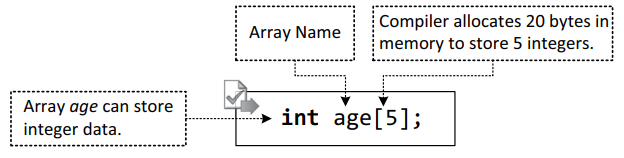 Array Name
Compiler allocates 20 bytes in
memory to store 5 integers.
Array age can store
integer data.
int age[5];